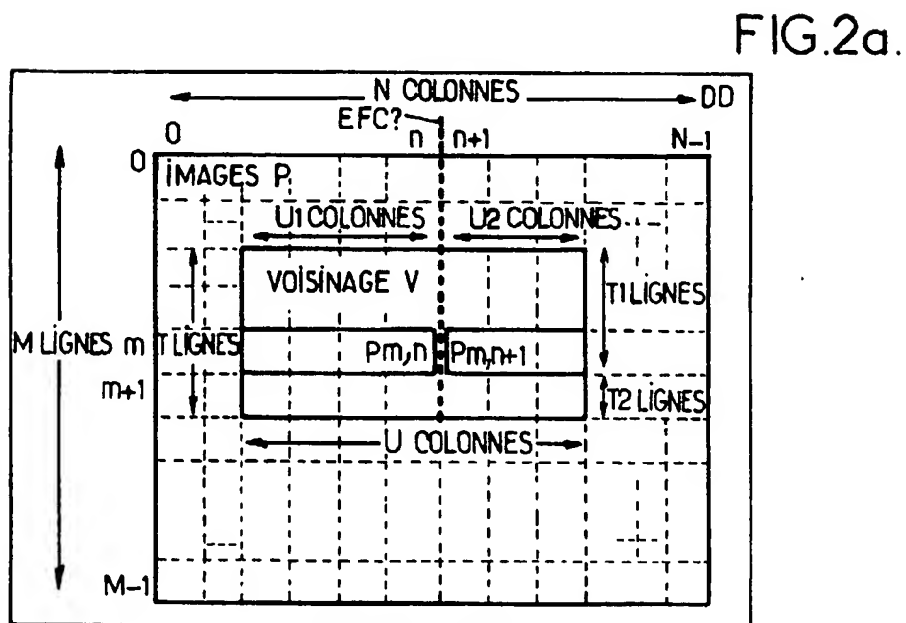 FIG.2a.
N COLONNES DD
EFC?
0 n n+1 N-1
0
IMAGES P
U1 COLONNES U2 COLONNES
VOISINAGE V
T1 LIGNES
M LIGNES m T LIGNES Pm,n Pm,n+1
m+1 T2 LIGNES
U COLONNES
M-1